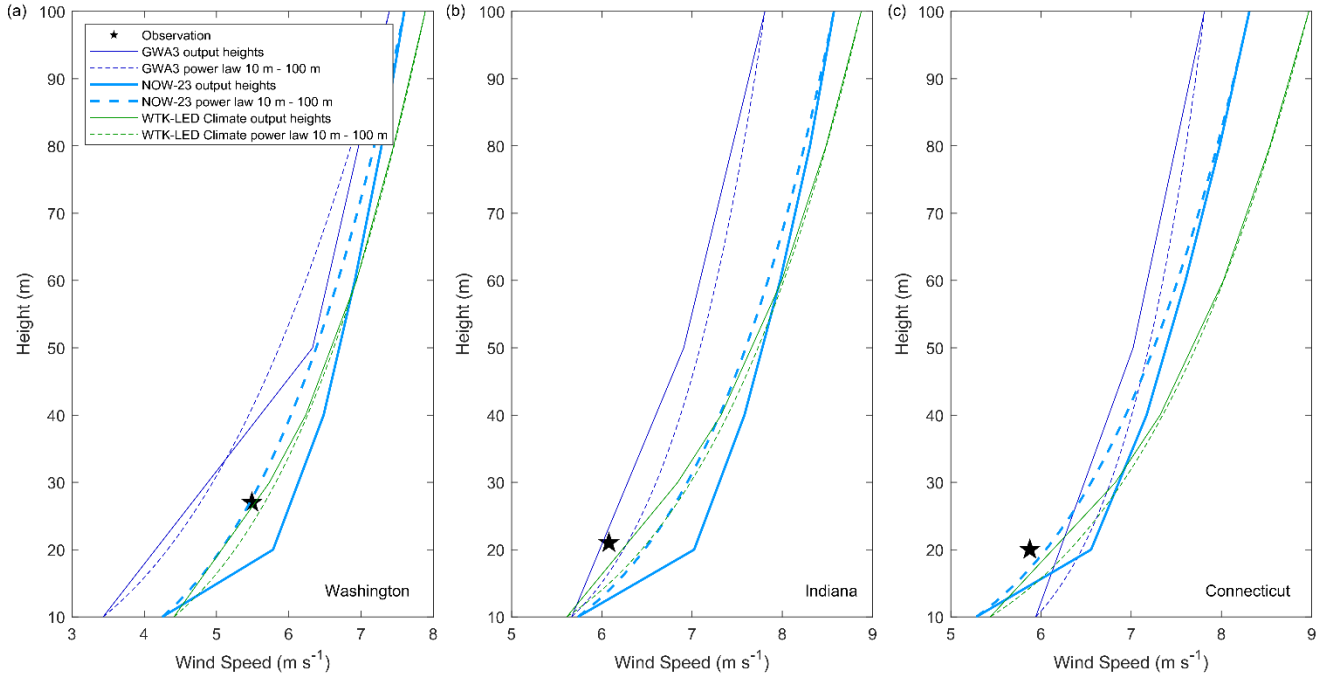 (a)
100
90
80
70
60
50
40
30
20
10
Height (m)
Observation
GWA3 output heights
GWA3 power law 10 m - 100 m
NOW-23 output heights
NOW-23 power law 10 m - 100 m
WTK-LED Climate output heights
WTK-LED Climate power law 10 m - 100 m
Washington
3 4 5 6 7 8
Wind Speed (m s⁻¹)
(b)
100
90
80
70
60
50
40
30
20
10
Height (m)
Indiana
5 6 7 8 9
Wind Speed (m s⁻¹)
(c)
100
90
80
70
60
50
40
30
20
10
Height (m)
Connecticut
5 6 7 8 9
Wind Speed (m s⁻¹)